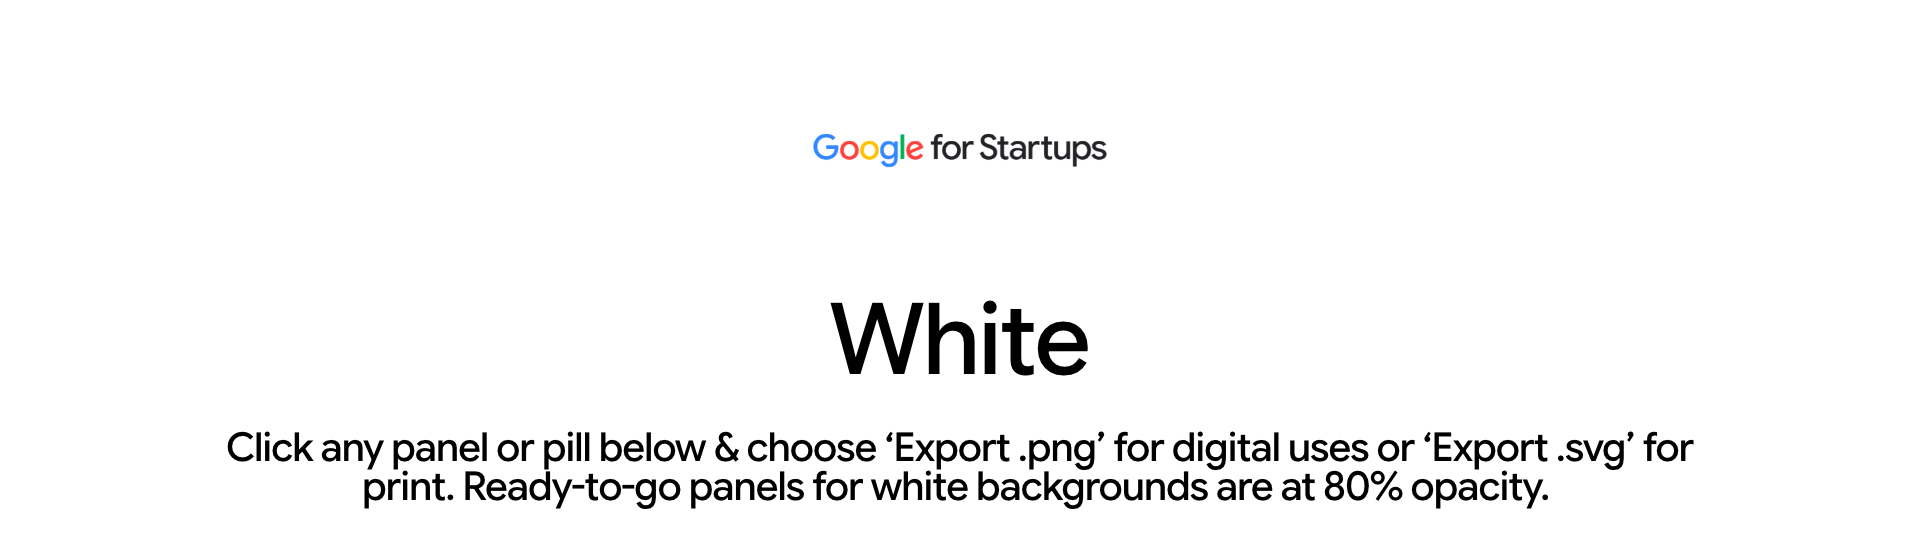 Google for Startups
White
Click any panel or pill below & choose ‘Export .png’ for digital uses or ‘Export .svg’ for
print. Ready-to-go panels for white backgrounds are at 80% opacity.